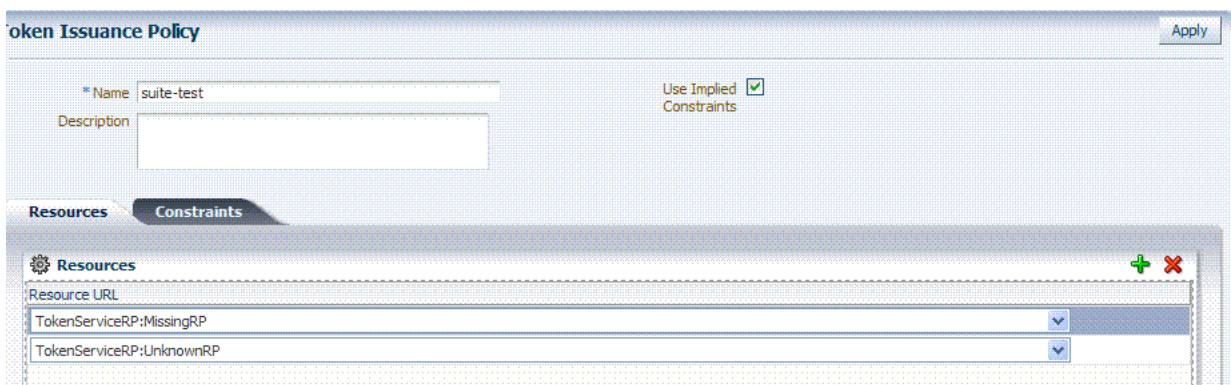 oken Issuance Policy
Apply
* Name suite-test
Use Implied
Constraints
Description
Resources Constraints
Resources
Resource URL
TokenServiceRP:MissingRP
TokenServiceRP:UnknownRP